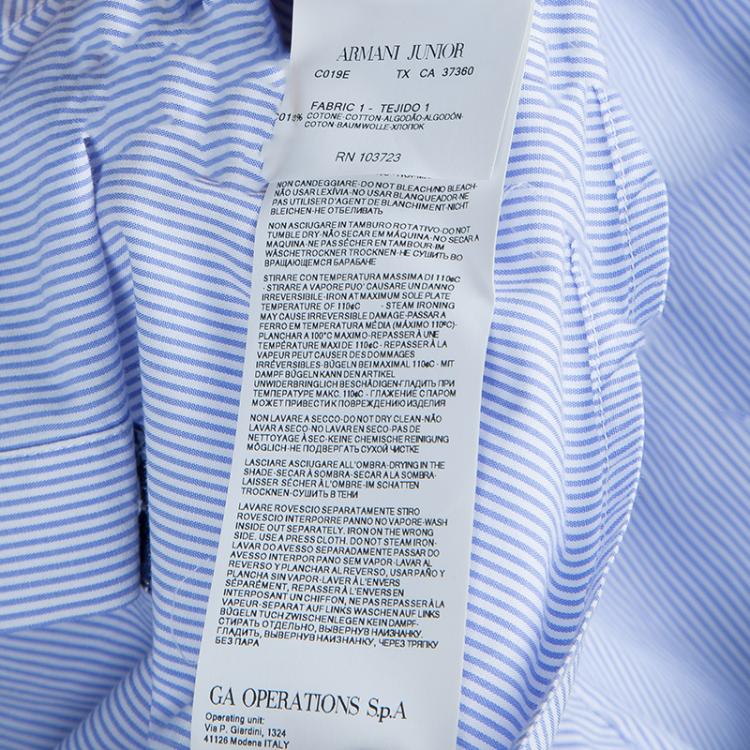 ARMANI JUNIOR
C019E TX CA 37360
FABRIC 1 - TEJIDO 1
COTONE-COTTON-ALGODÃO-ALGODÓN-
COTON-BAUMWOLLE-ХЛОПОК
RN 103723
NON CANDEGGIARE-DO NOT BLEACH/NO BLEACH-
NÃO USAR LEXÍVIA-NO USAR BLANQUEADOR-NE
PAS UTILISER D'AGENT DE BLANCHIMENT-NICHT
BLEICHEN-НЕ ОТБЕЛИВАТЬ
NON ASCIUGARE IN TAMBURO ROTATIVO-DO NOT
TUMBLE DRY-NÃO SECAR EM MÁQUINA-NO SECAR A
MAQUINA-NE PAS SÉCHER EN TAMBOUR-IM
WÄSCHETROCKNER TROCKNEN-НЕ СУШИТЬ ВО
ВРАЩАЮЩЕМСЯ БАРАБАНЕ
STIRARE CON TEMPERATURA MASSIMA DI 110øC
- STIRARE A VAPORE PUO' CAUSARE UN DANNO
IRREVERSIBILE-IRON AT MAXIMUM SOLE PLATE
TEMPERATURE OF 110øC - STEAM IRONING
MAY CAUSE IRREVERSIBLE DAMAGE-PASSAR A
FERRO EM TEMPERATURA MÉDIA (MÁXIMO 110ºC)-
PLANCHAR A 100°C MAXIMO-REPASSER À UNE
TEMPÉRATURE MAXI DE 110øC - REPASSER À LA
VAPEUR PEUT CAUSER DES DOMMAGES
IRRÉVERSIBLES-BÜGELN BEI MAXIMAL 110øC - MIT
DAMPF BÜGELN KANN DEN ARTIKEL
UNWIDERBRINGLICH BESCHÄDIGEN-ГЛАДИТЬ ПРИ
ТЕМПЕРАТУРЕ МАКС. 110øC - ГЛАЖЕНИЕ С ПАРОМ
МОЖЕТ ПРИВЕСТИ К ПОВРЕЖДЕНИЮ ИЗДЕЛИЯ
NON LAVARE A SECCO-DO NOT DRY CLEAN-NÃO
LAVAR A SECO-NO LAVAR EN SECO-PAS DE
NETTOYAGE À SEC-KEINE CHEMISCHE REINIGUNG
MÖGLICH-НЕ ПОДВЕРГАТЬ СУХОЙ ЧИСТКЕ
LASCIARE ASCIUGARE ALL'OMBRA-DRYING IN THE
SHADE-SECAR À SOMBRA-SECAR A LA SOMBRA-
LAISSER SÉCHER À L'OMBRE-IM SCHATTEN
TROCKNEN-СУШИТЬ В ТЕНИ
LAVARE ROVESCIO SEPARATAMENTE STIRO
ROVESCIO INTERPORRE PANNO NO VAPORE-WASH
INSIDE OUT SEPARATELY. IRON ON THE WRONG
SIDE. USE A PRESS CLOTH. DO NOT STEAM IRON-
LAVAR DO AVESSO SEPARADAMENTE PASSAR DO
AVESSO INTERPOR PANO SEM VAPOR-LAVAR AL
REVERSO Y PLANCHAR AL REVERSO, USAR PAÑO Y
PLANCHA SIN VAPOR-LAVER À L'ENVERS
SÉPARÉMENT, REPASSER À L'ENVERS EN
INTERPOSANT UN CHIFFON, NE PAS REPASSER À LA
VAPEUR-SEPARAT AUF LINKS WASCHEN AUF LINKS
BÜGELN TUCH ZWISCHENLEGEN KEIN DAMPF-
СТИРАТЬ ОТДЕЛЬНО, ВЫВЕРНУВ НАИЗНАНКУ.
ГЛАДИТЬ, ВЫВЕРНУВ НАИЗНАНКУ, ЧЕРЕЗ ТРЯПКУ
БЕЗ ПАРА
GA OPERATIONS S.p.A
Operating unit:
Via P. Giardini, 1324
41126 Modena ITALY